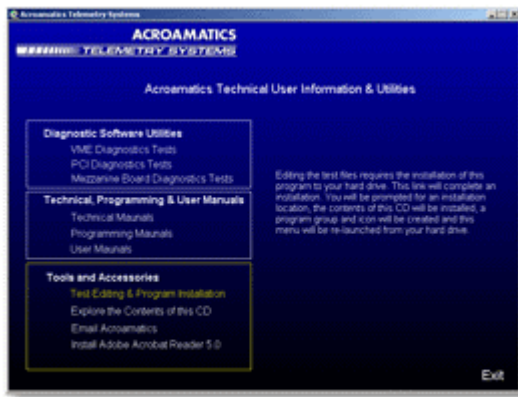 Acroamatics Telemetry Systems
ACROAMATICS
TELEMETRY SYSTEMS
Acroamatics Technical User Information & Utilities
Diagnostic Software Utilities
VME Diagnostics Tests
PCI Diagnostics Tests
Mezzanine Board Diagnostics Tests
Technical, Programming & User Manuals
Technical Maunals
Programming Maunals
User Maunals
Tools and Accessories
Test Editing & Program Installation
Explore the Contents of this CD
Email Acroamatics
Install Adobe Acrobat Reader 5.0
Editing the test files requires the installation of this
program to your hard drive. This link will complete an
installation. You will be prompted for an installation
location, the contents of this CD will be installed, a
program group and icon will be created and this
menu will be re-launched from your hard drive.
Exit